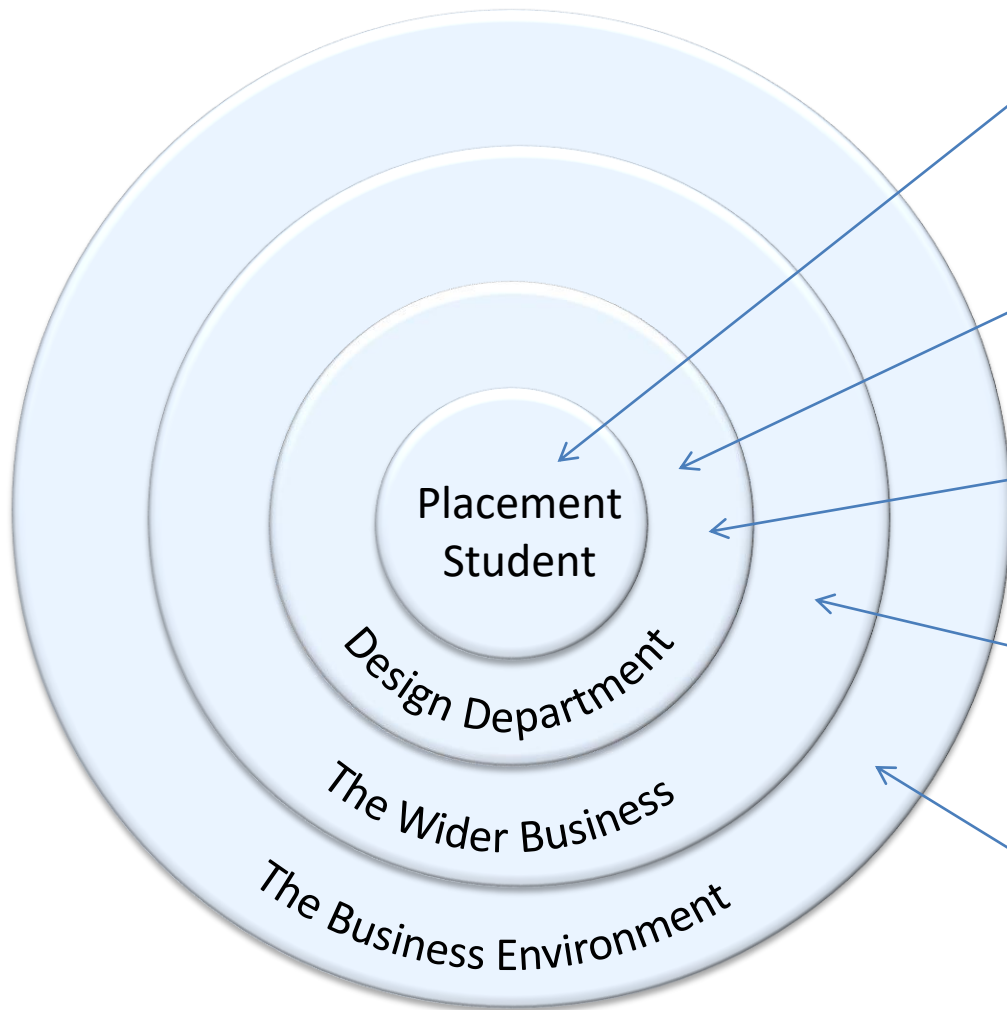 Placement
Student
Design Department
The Wider Business
The Business Environment